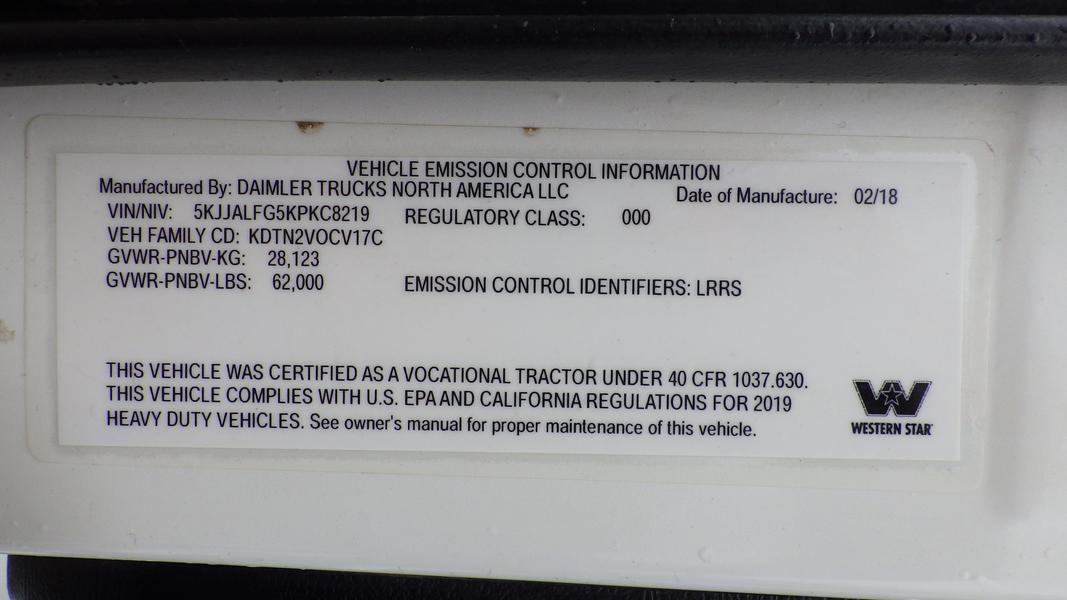 VEHICLE EMISSION CONTROL INFORMATION
Manufactured By: DAIMLER TRUCKS NORTH AMERICA LLC Date of Manufacture: 02/18
VIN/NIV: 5KJJALFG5KPKC8219 REGULATORY CLASS: 000
VEH FAMILY CD: KDTN2VOCV17C
GVWR-PNBV-KG: 28,123
GVWR-PNBV-LBS: 62,000 EMISSION CONTROL IDENTIFIERS: LRRS
THIS VEHICLE WAS CERTIFIED AS A VOCATIONAL TRACTOR UNDER 40 CFR 1037.630.
THIS VEHICLE COMPLIES WITH U.S. EPA AND CALIFORNIA REGULATIONS FOR 2019
HEAVY DUTY VEHICLES. See owner's manual for proper maintenance of this vehicle.
WESTERN STAR